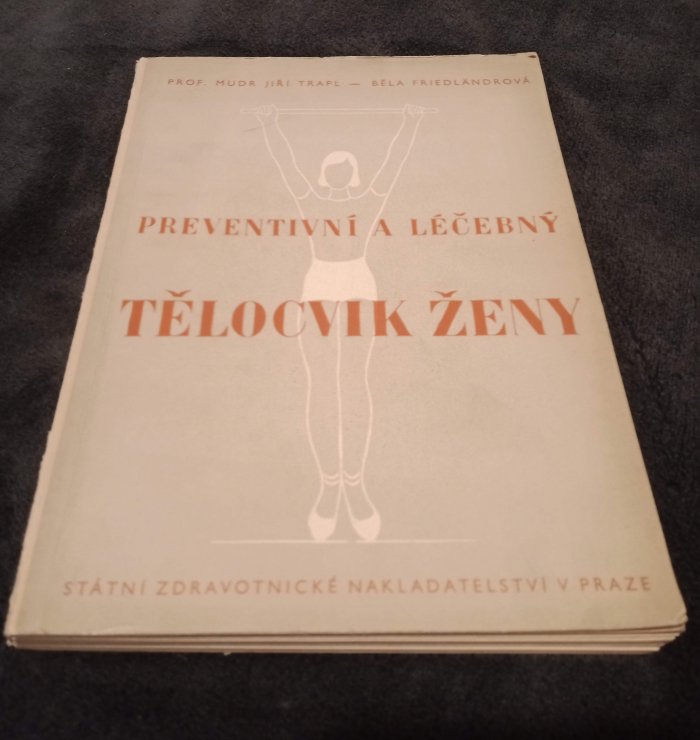 PROF. MUDR JIŘÍ TRAPL — BĚLA FRIEDLÄNDROVÁ
PREVENTIVNÍ A LÉČEBNÝ
TĚLOCVIK ŽENY
STÁTNÍ ZDRAVOTNICKÉ NAKLADATELSTVÍ V PRAZE